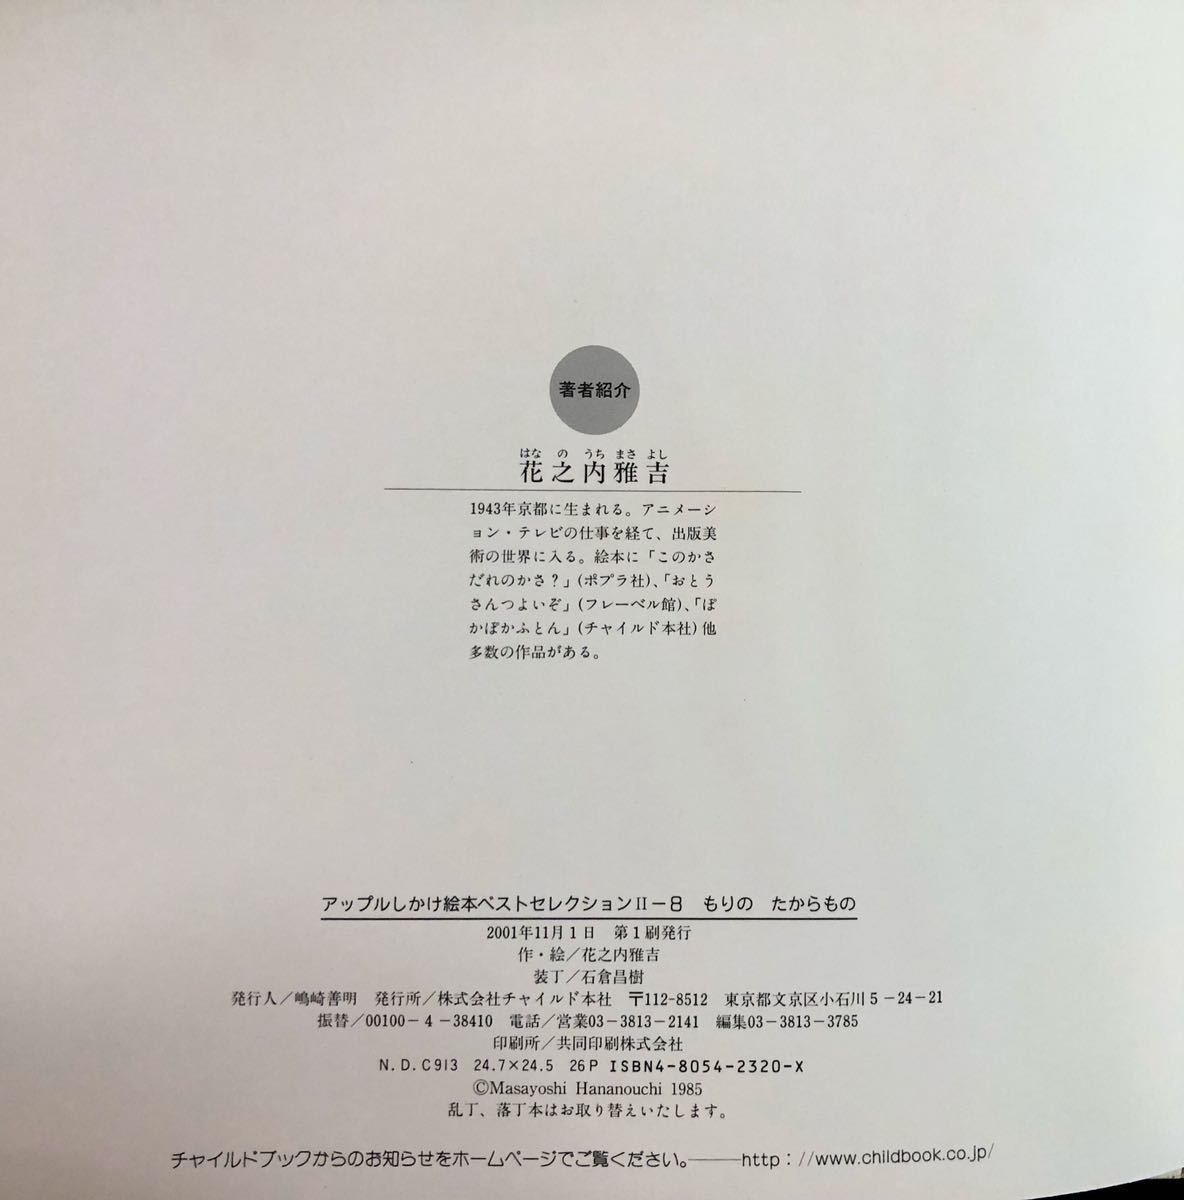 著者紹介
はな の うち まさ よし
花之内雅吉
1943年京都に生まれる。アニメーシ
ョン・テレビの仕事を経て、出版美
術の世界に入る。絵本に「このかさ
だれのかさ?」(ポプラ社)、「おとう
さんつよいぞ」(フレーベル館)、「ぽ
かぽかふとん」(チャイルド本社)他
多数の作品がある。
アップルしかけ絵本ベストセレクションII－8 もりの たからもの
2001年11月1日 第1刷発行
作・絵／花之内雅吉
装丁／石倉昌樹
発行人／嶋崎善明 発行所／株式会社チャイルド本社 〒112-8512 東京都文京区小石川5－24－21
振替／00100－4－38410 電話／営業03－3813－2141 編集03－3813－3785
印刷所／共同印刷株式会社
N.D.C913 24.7×24.5 26P ISBN4-8054-2320-X
©Masayoshi Hananouchi 1985
乱丁、落丁本はお取り替えいたします。
チャイルドブックからのお知らせをホームページでご覧ください。——http：//www.childbook.co.jp/